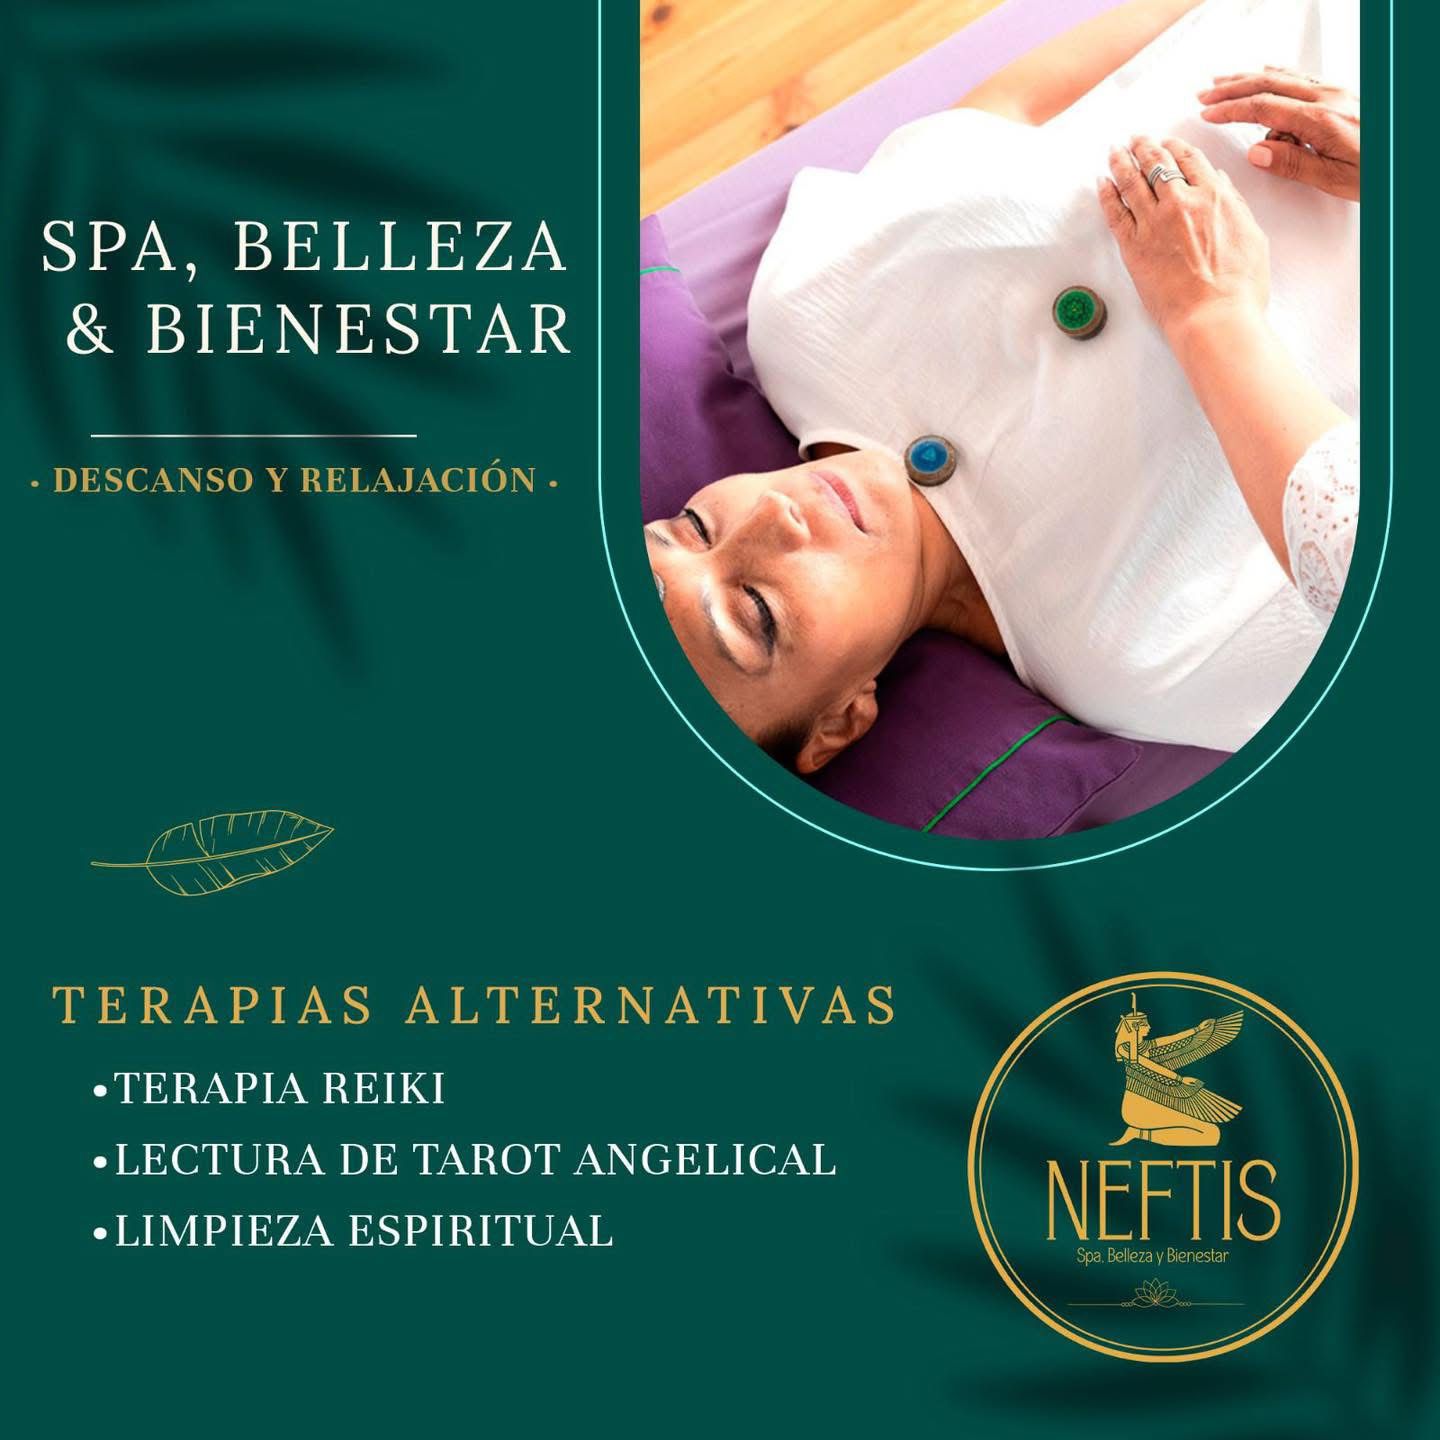 SPA, BELLEZA
& BIENESTAR
• DESCANSO Y RELAJACIÓN •
TERAPIAS ALTERNATIVAS
•TERAPIA REIKI
•LECTURA DE TAROT ANGELICAL
•LIMPIEZA ESPIRITUAL
NEFTIS
Spa, Belleza y Bienestar